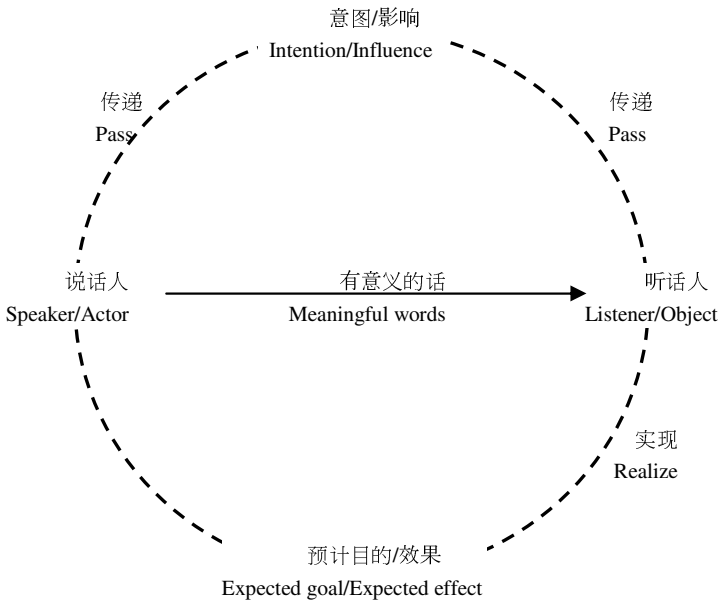 意图/影响
Intention/Influence
传递
Pass
传递
Pass
说话人
Speaker/Actor
有意义的话
Meaningful words
听话人
Listener/Object
实现
Realize
预计目的/效果
Expected goal/Expected effect